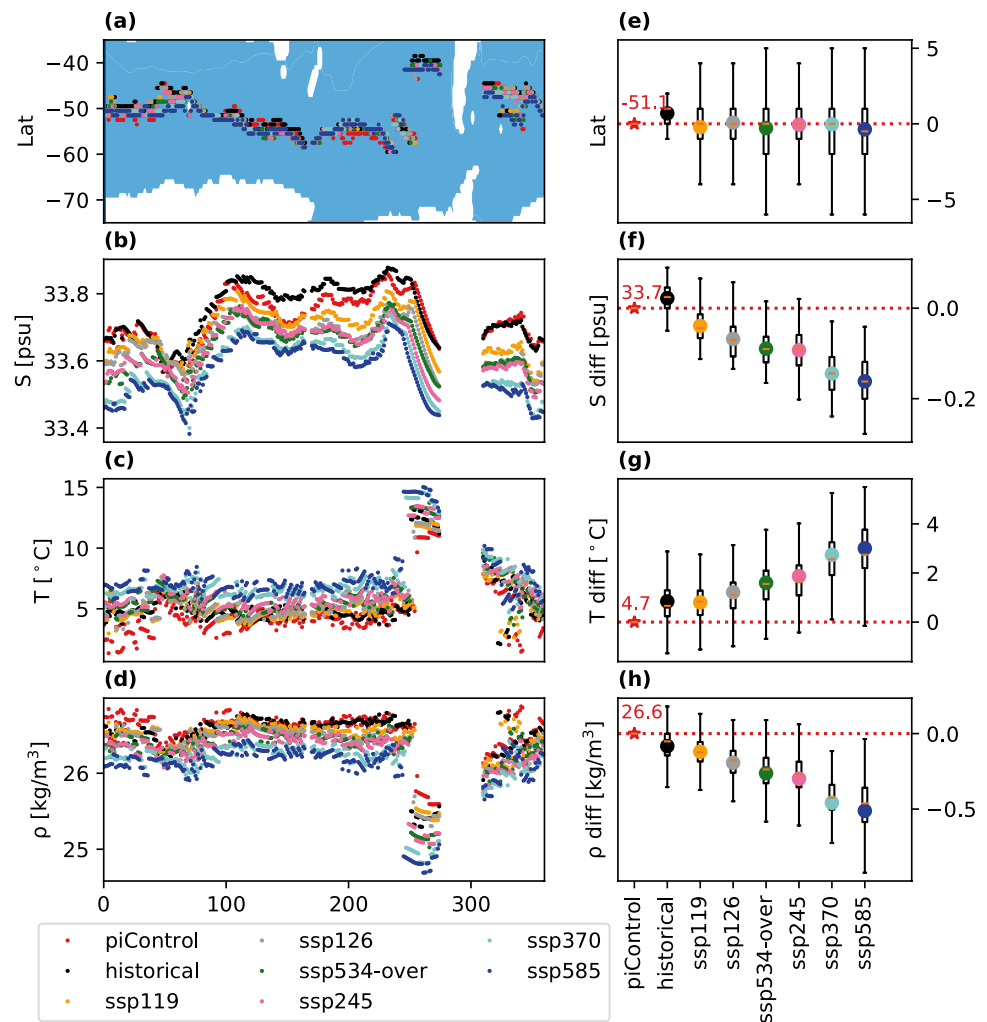 (a)
−40
−50
−60
−70
Lat
(b)
33.8
33.6
33.4
S [psu]
(c)
15
10
5
T [°C]
(d)
26
25
ρ [kg/m³]
0 100 200 300
(e)
5
0
−5
Lat
-51.1
(f)
0.0
−0.2
S diff [psu]
33.7
(g)
4
2
0
T diff [°C]
4.7
(h)
0.0
−0.5
ρ diff [kg/m³]
26.6
piControl
historical
ssp119
ssp126
ssp534-over
ssp245
ssp370
ssp585
piControl
historical
ssp119
ssp126
ssp534-over
ssp245
ssp370
ssp585